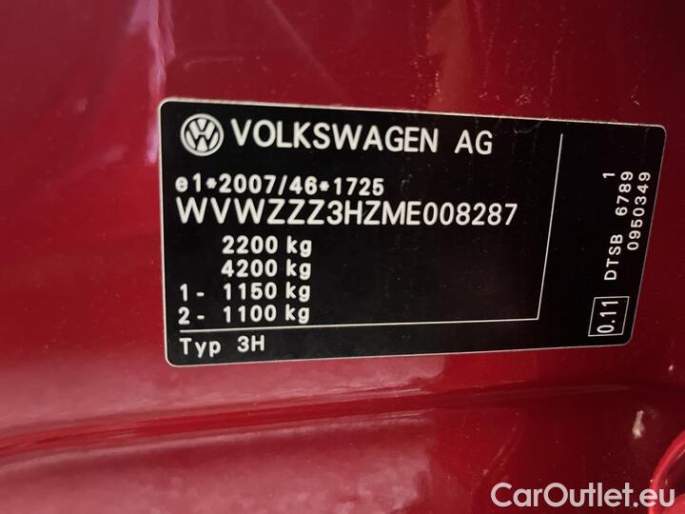 VOLKSWAGEN AG
e1*2007/46*1725
WVWZZZ3HZME008287
2200 kg
4200 kg
1- 1150 kg
2- 1100 kg
Typ 3H
0.11
DTSB 6789 1
0950349
CarOutlet.eu